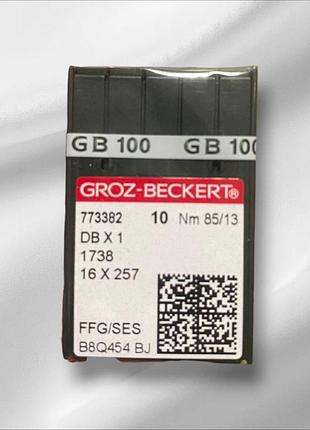 GB 100 GB 100
GROZ-BECKERT®
773382 10 Nm 85/13
DB X 1
1738
16 X 257
FFG/SES
B8Q454 BJ